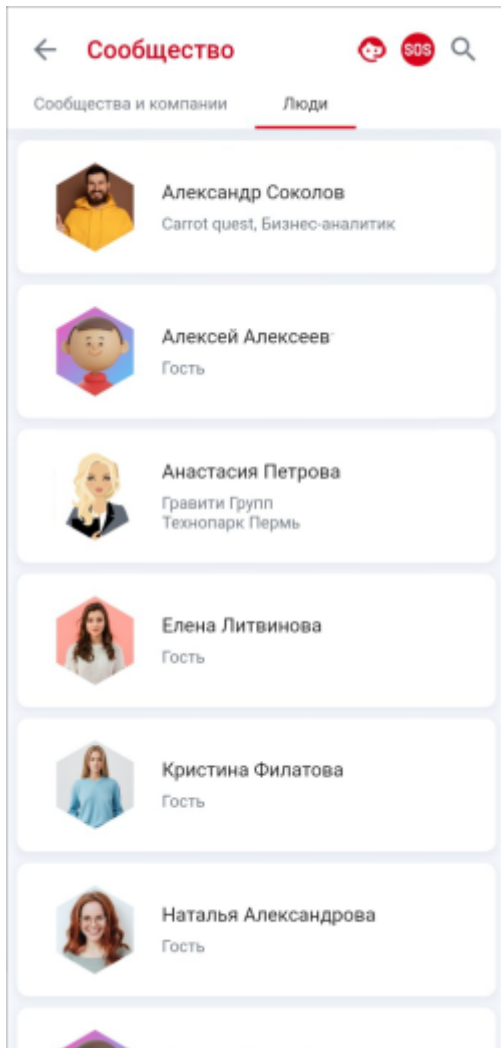 Сообщество
SOS
Сообщества и компании
Люди
Александр Соколов
Carrot quest, Бизнес-аналитик
Алексей Алексеев
Гость
Анастасия Петрова
Гравити Групп
Технопарк Пермь
Елена Литвинова
Гость
Кристина Филатова
Гость
Наталья Александрова
Гость